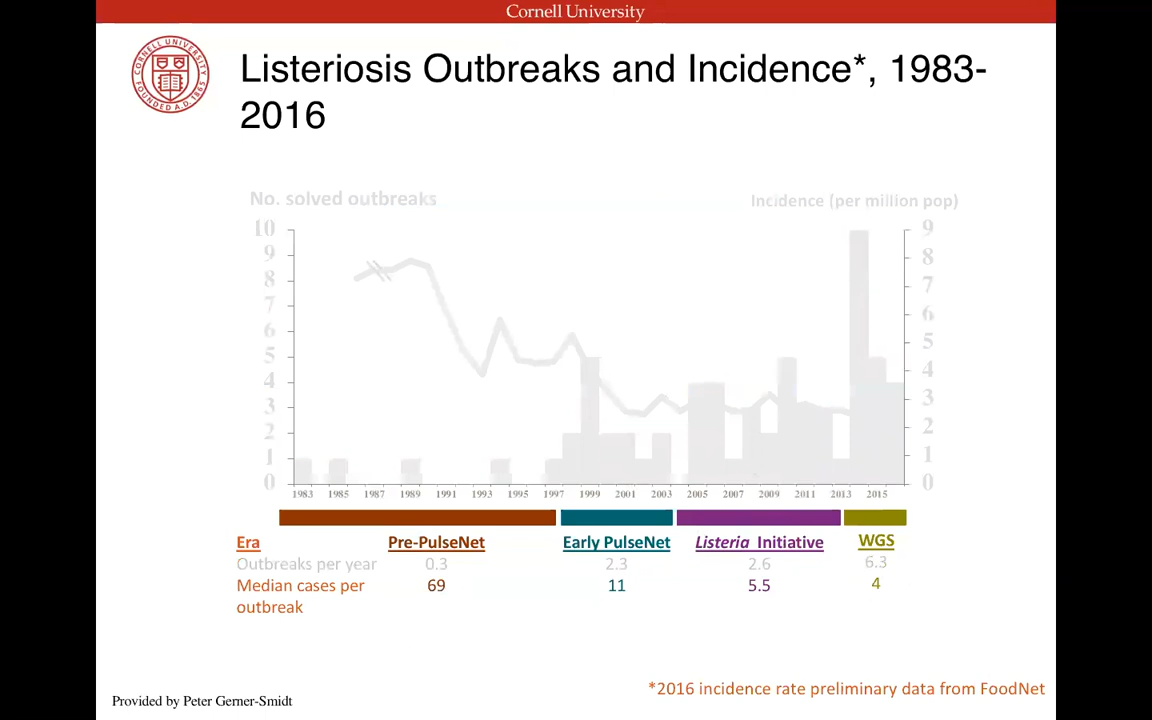 Cornell University
CORNELL UNIVERSITY
FOUNDED A.D. 1865
Listeriosis Outbreaks and Incidence*, 1983-
2016
No. solved outbreaks
Incidence (per million pop)
10
9
8
7
6
5
4
3
2
1
0
9
8
7
6
5
4
3
2
1
0
1983 1985 1987 1989 1991 1993 1995 1997 1999 2001 2003 2005 2007 2009 2011 2013 2015
Era Pre-PulseNet Early PulseNet Listeria Initiative WGS
Outbreaks per year 0.3 2.3 2.6 6.3
Median cases per 69 11 5.5 4
outbreak
*2016 incidence rate preliminary data from FoodNet
Provided by Peter Gerner-Smidt